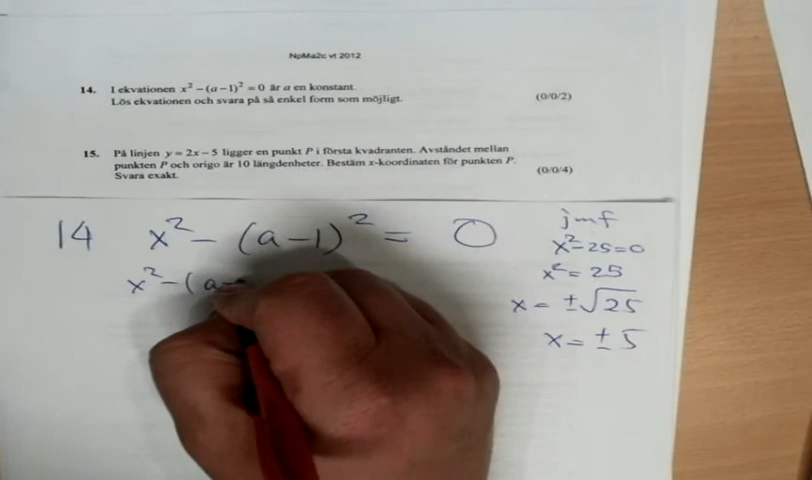 NpMa2c vt 2012
14. I ekvationen x² − (a − 1)² = 0 är a en konstant.
Lös ekvationen och svara på så enkel form som möjligt. (0/0/2)
15. På linjen y = 2x − 5 ligger en punkt P i första kvadranten. Avståndet mellan
punkten P och origo är 10 längdenheter. Bestäm x-koordinaten för punkten P.
Svara exakt. (0/0/4)
14 x² − (a − 1)² = 0
x² − (a −
jmf
x² − 25 = 0
x² = 25
x = ±√25
x = ± 5